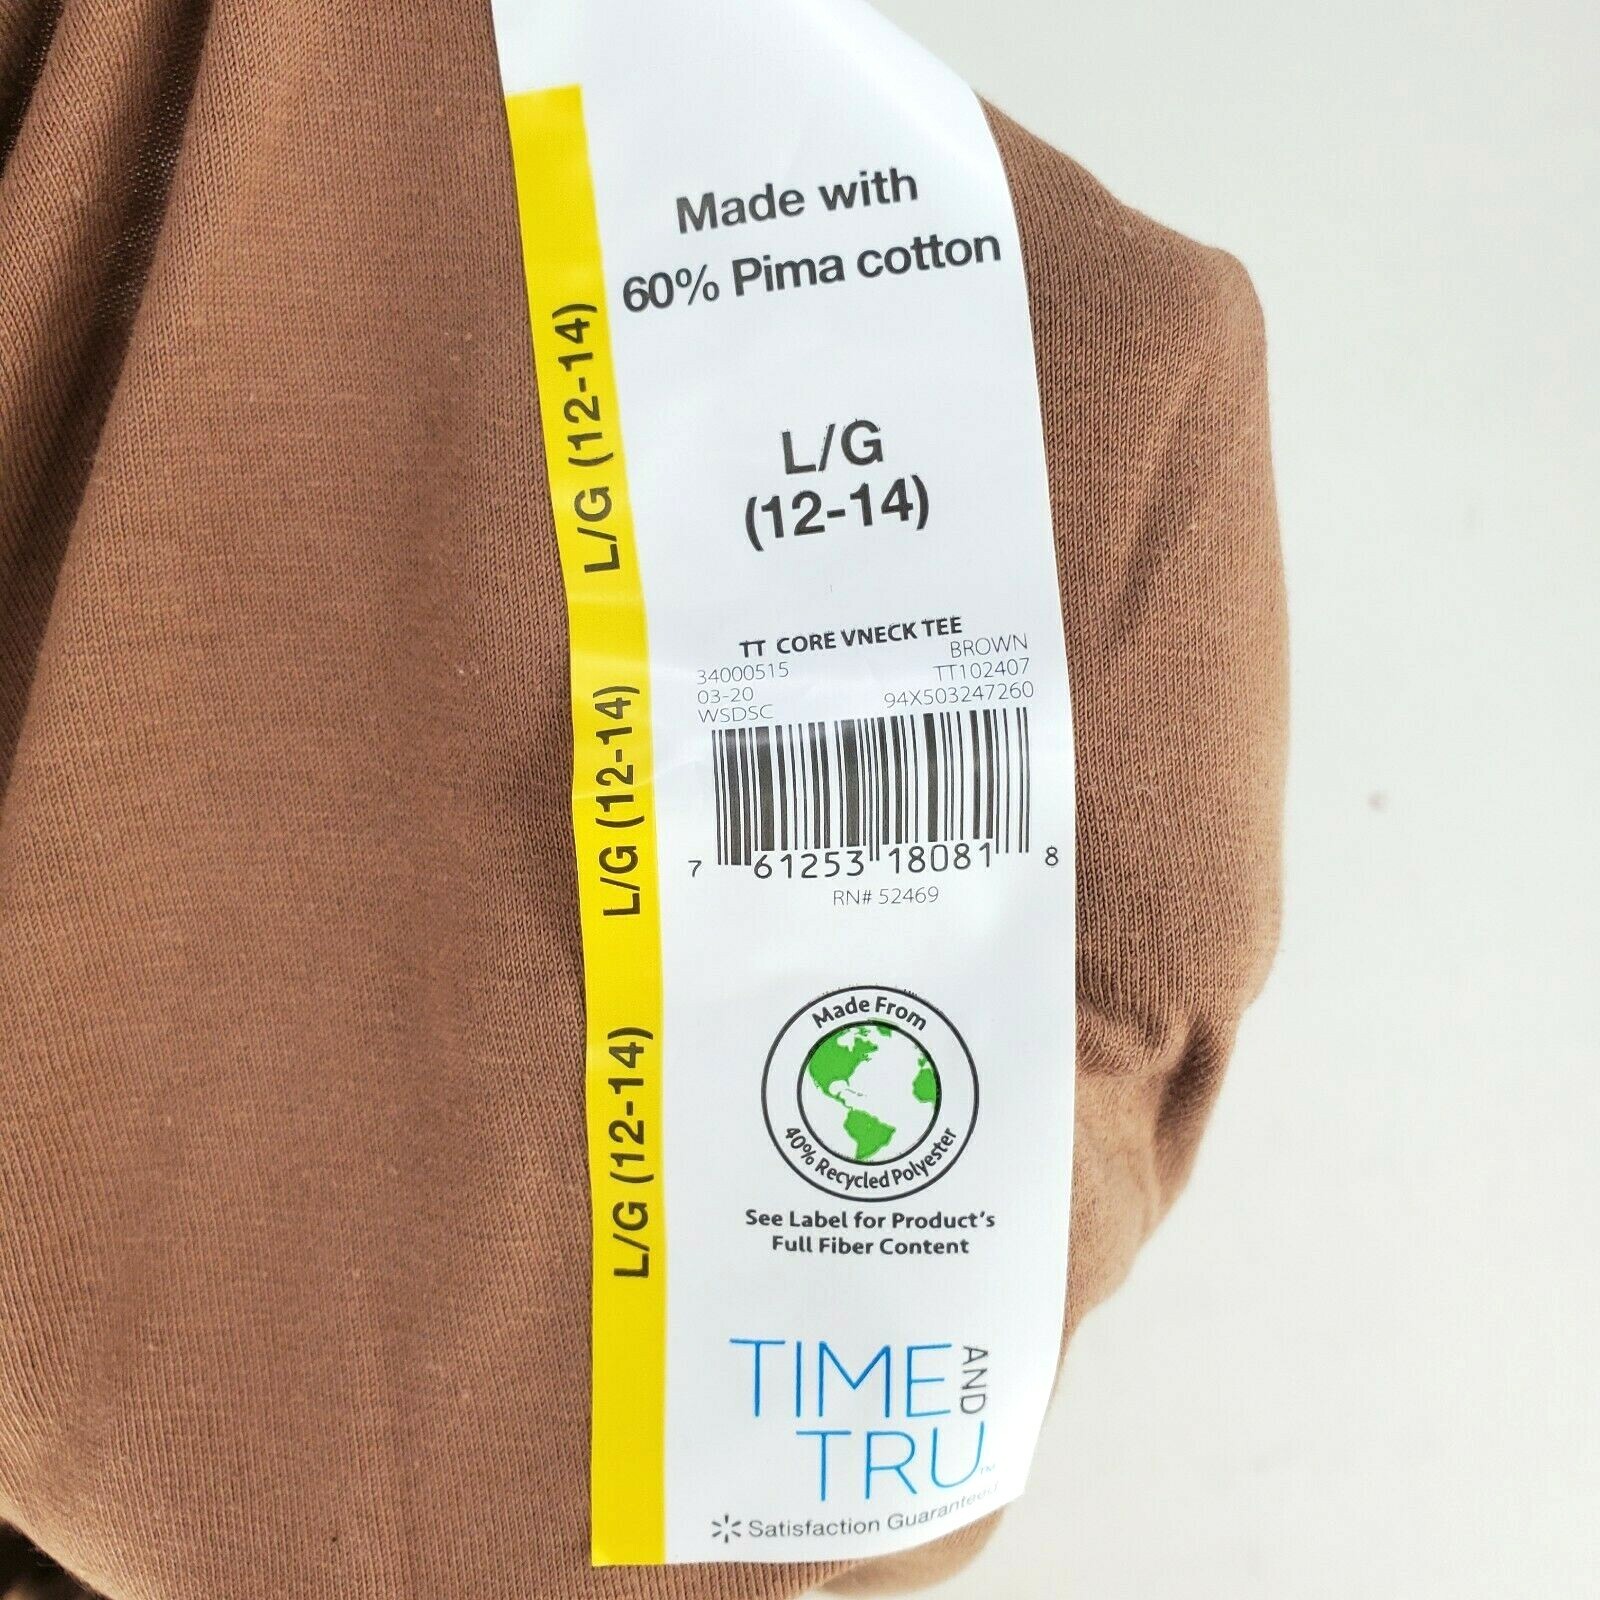 Made with
60% Pima cotton
L/G
(12-14)
L/G (12-14)
L/G (12-14)
L/G (12-14)
TT CORE VNECK TEE
BROWN
34000515 TT102407
03-20 94X503247260
WSDSC
7 61253 18081 8
RN# 52469
Made From
40% Recycled Polyester
See Label for Product's
Full Fiber Content
TIME AND
TRU™
Satisfaction Guaranteed